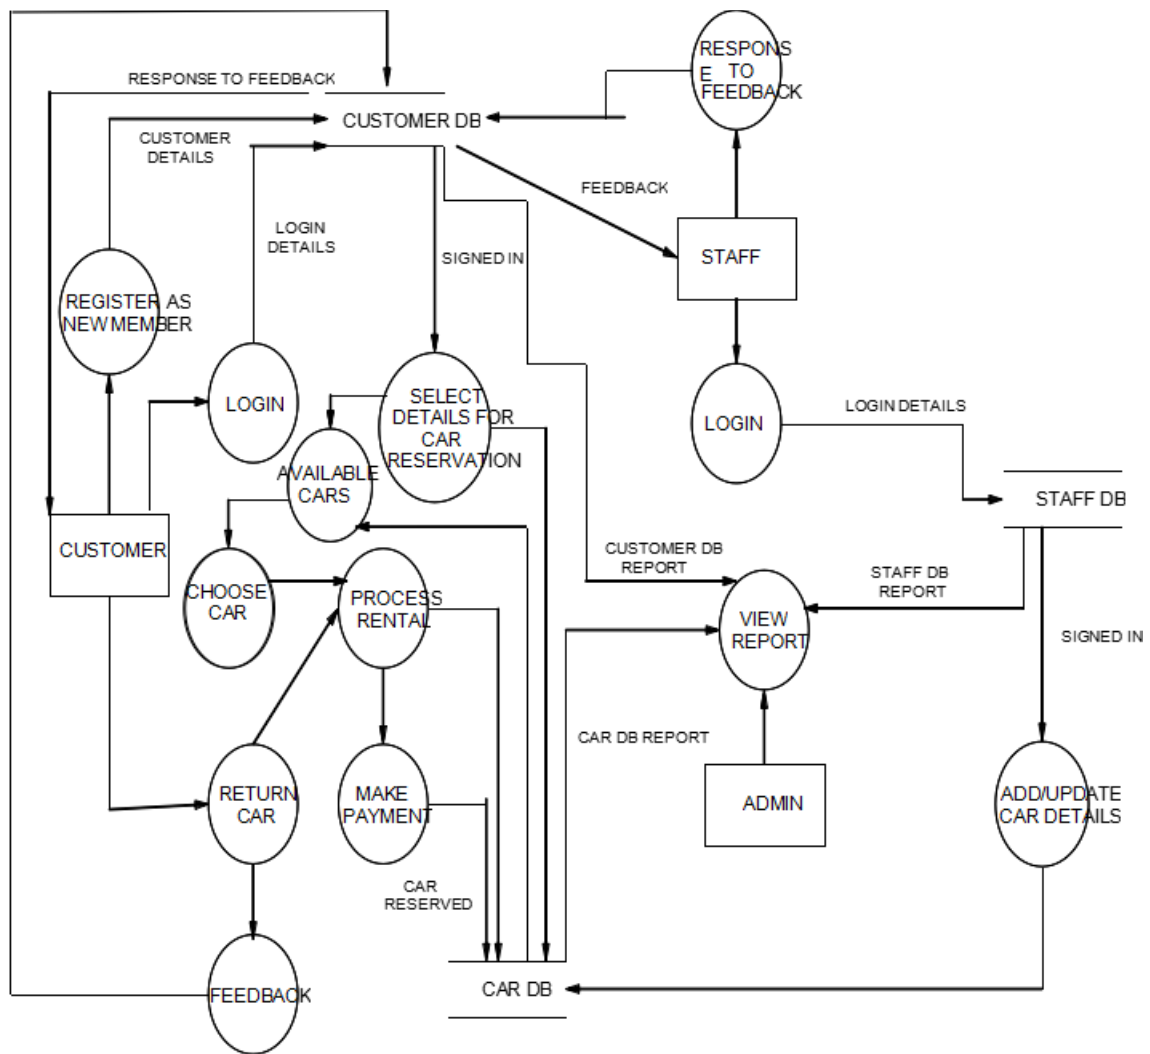 RESPONS
E TO
FEEDBACK
RESPONSE TO FEEDBACK
CUSTOMER DB
CUSTOMER
DETAILS
FEEDBACK
LOGIN
DETAILS
SIGNED IN
STAFF
REGISTER AS
NEW MEMBER
LOGIN
SELECT
DETAILS FOR
CAR
RESERVATION
LOGIN
LOGIN DETAILS
AVAILABLE
CARS
STAFF DB
CUSTOMER
CUSTOMER DB
REPORT
STAFF DB
REPORT
CHOOSE
CAR
PROCESS
RENTAL
VIEW
REPORT
SIGNED IN
CAR DB REPORT
RETURN
CAR
MAKE
PAYMENT
ADMIN
ADD/UPDATE
CAR DETAILS
CAR
RESERVED
FEEDBACK
CAR DB